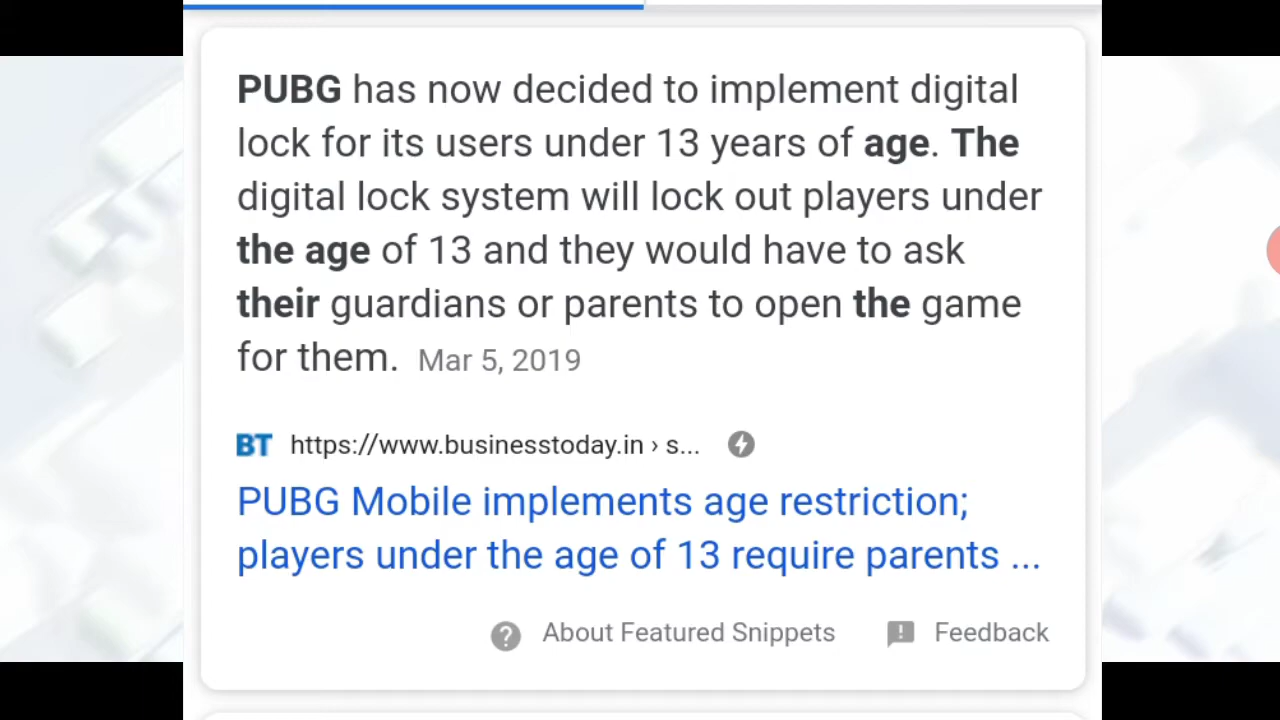 PUBG has now decided to implement digital
lock for its users under 13 years of age. The
digital lock system will lock out players under
the age of 13 and they would have to ask
their guardians or parents to open the game
for them. Mar 5, 2019
BT https://www.businesstoday.in › s...
PUBG Mobile implements age restriction;
players under the age of 13 require parents ...
About Featured Snippets Feedback